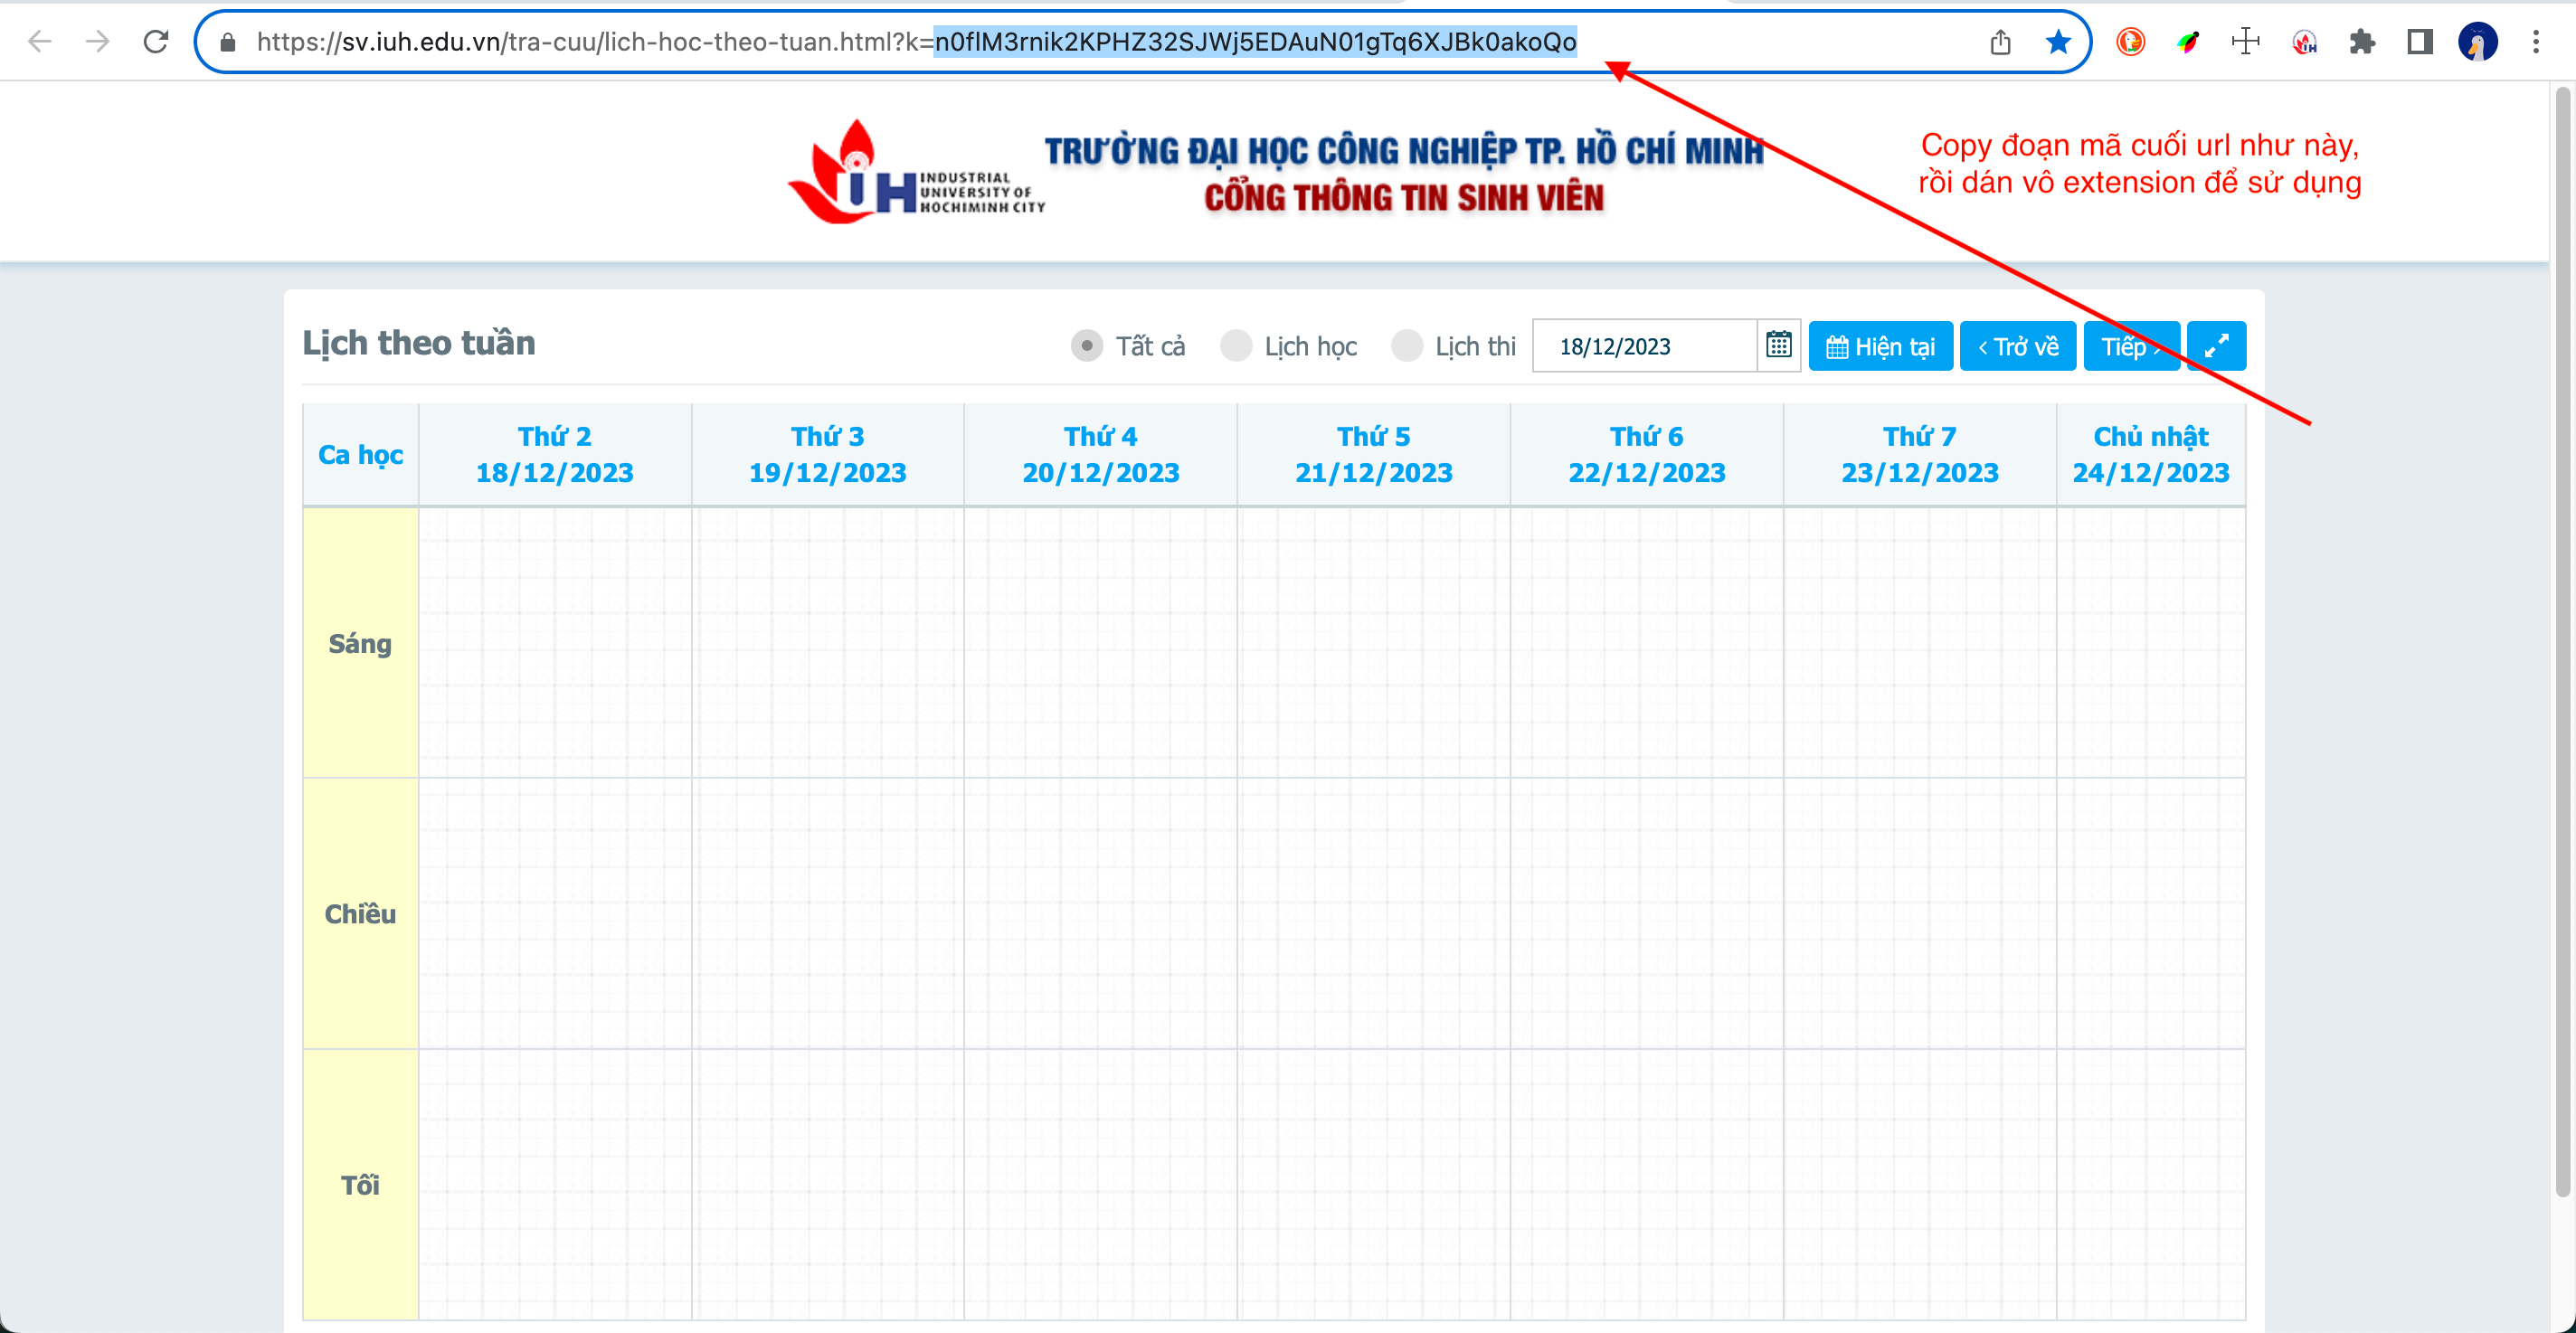 https://sv.iuh.edu.vn/tra-cuu/lich-hoc-theo-tuan.html?k=n0flM3rnik2KPHZ32SJWj5EDAuN01gTq6XJBk0akoQo
IUH
INDUSTRIAL
UNIVERSITY OF
HOCHIMINH CITY
TRƯỜNG ĐẠI HỌC CÔNG NGHIỆP TP. HỒ CHÍ MINH
CỔNG THÔNG TIN SINH VIÊN
Copy đoạn mã cuối url như này,
rồi dán vô extension để sử dụng
Lịch theo tuần
Tất cả
Lịch học
Lịch thi
18/12/2023
Hiện tại
Trở về
Tiếp
Ca học
Thứ 2
18/12/2023
Thứ 3
19/12/2023
Thứ 4
20/12/2023
Thứ 5
21/12/2023
Thứ 6
22/12/2023
Thứ 7
23/12/2023
Chủ nhật
24/12/2023
Sáng
Chiều
Tối